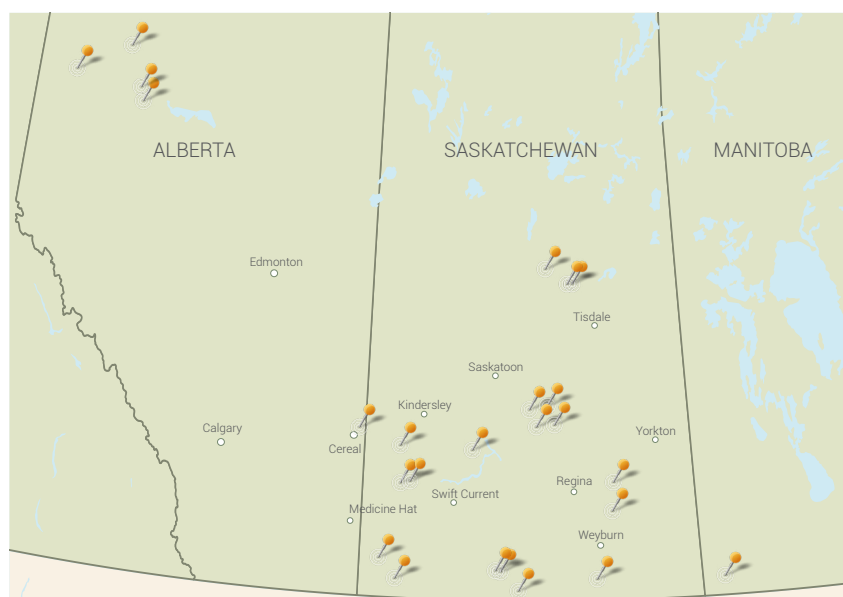 ALBERTA
SASKATCHEWAN
MANITOBA
Edmonton
Tisdale
Saskatoon
Kindersley
Calgary
Yorkton
Cereal
Regina
Swift Current
Medicine Hat
Weyburn